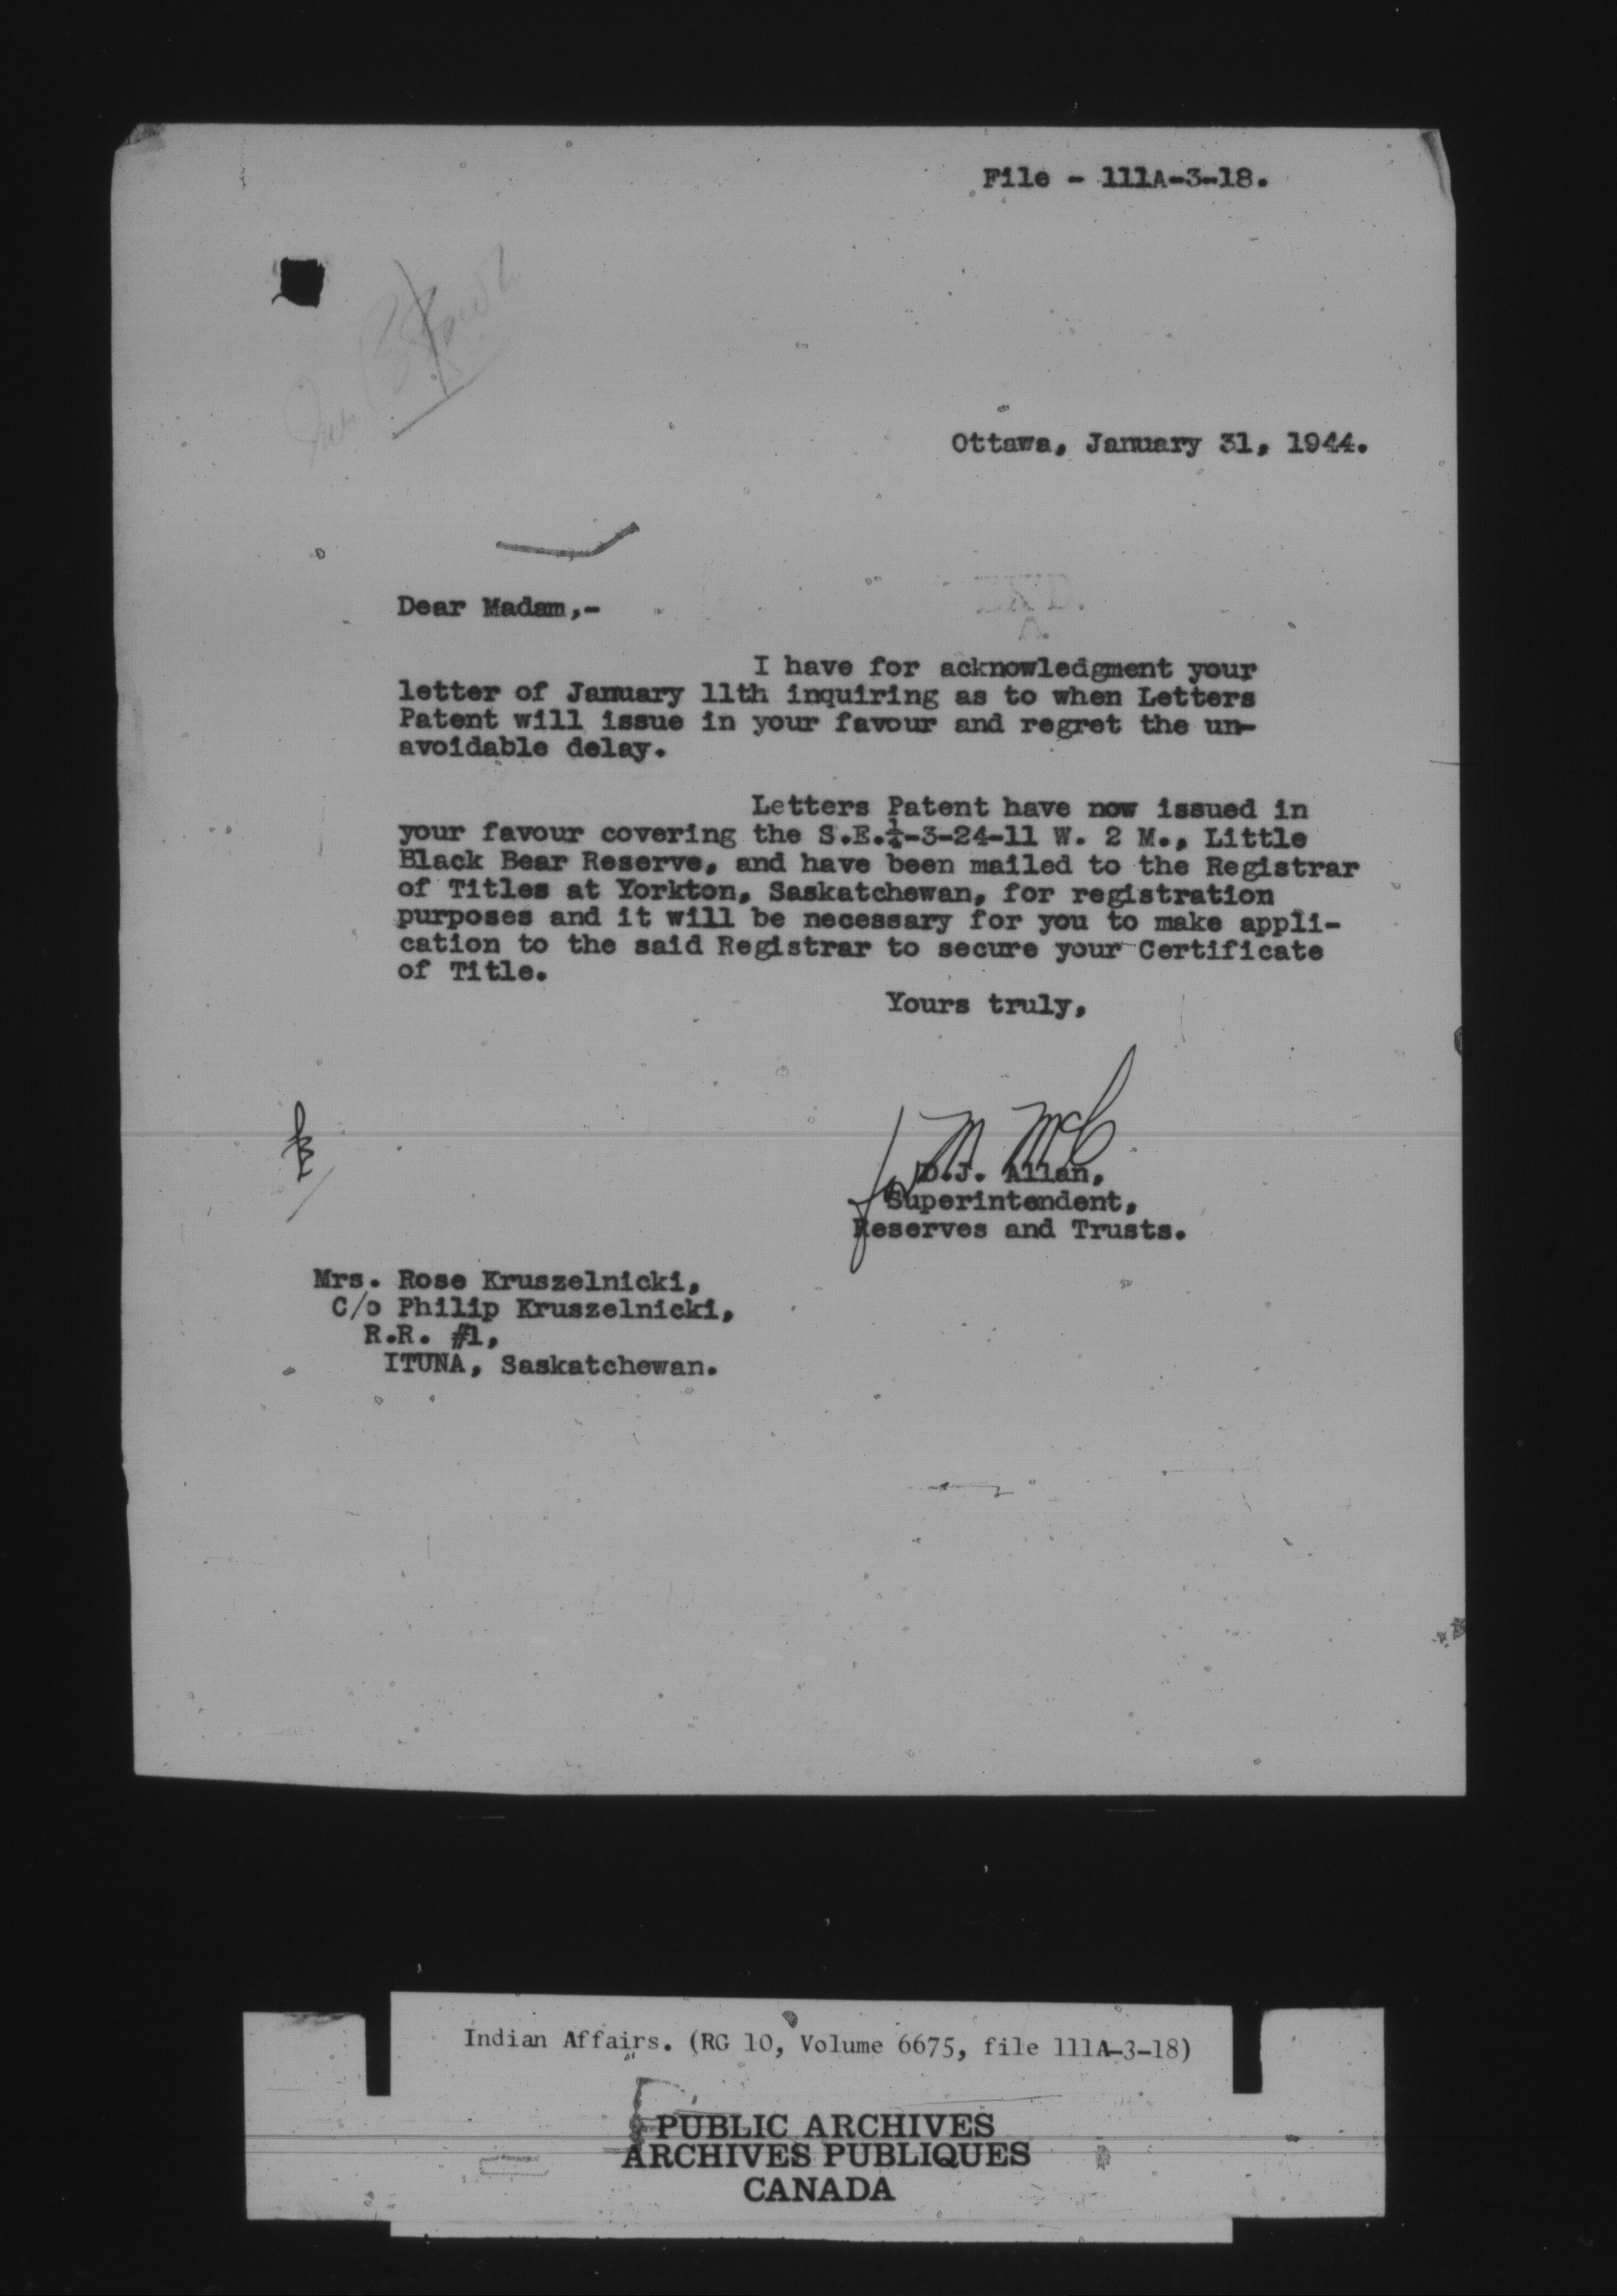 File - 111A-3-18.
Ottawa, January 31, 1944.
Dear Madam,-
I have for acknowledgment your
letter of January 11th inquiring as to when Letters
Patent will issue in your favour and regret the un-
avoidable delay.
Letters Patent have now issued in
your favour covering the S.E.¼-3-24-11 W. 2 M., Little
Black Bear Reserve, and have been mailed to the Registrar
of Titles at Yorkton, Saskatchewan, for registration
purposes and it will be necessary for you to make appli-
cation to the said Registrar to secure your Certificate
of Title.
Yours truly,
for
D.J. Allan,
Superintendent,
Reserves and Trusts.
Mrs. Rose Kruszelnicki,
C/o Philip Kruszelnicki,
R.R. #1,
ITUNA, Saskatchewan.
Indian Affairs. (RG 10, Volume 6675, file 111A-3-18)
PUBLIC ARCHIVES
ARCHIVES PUBLIQUES
CANADA